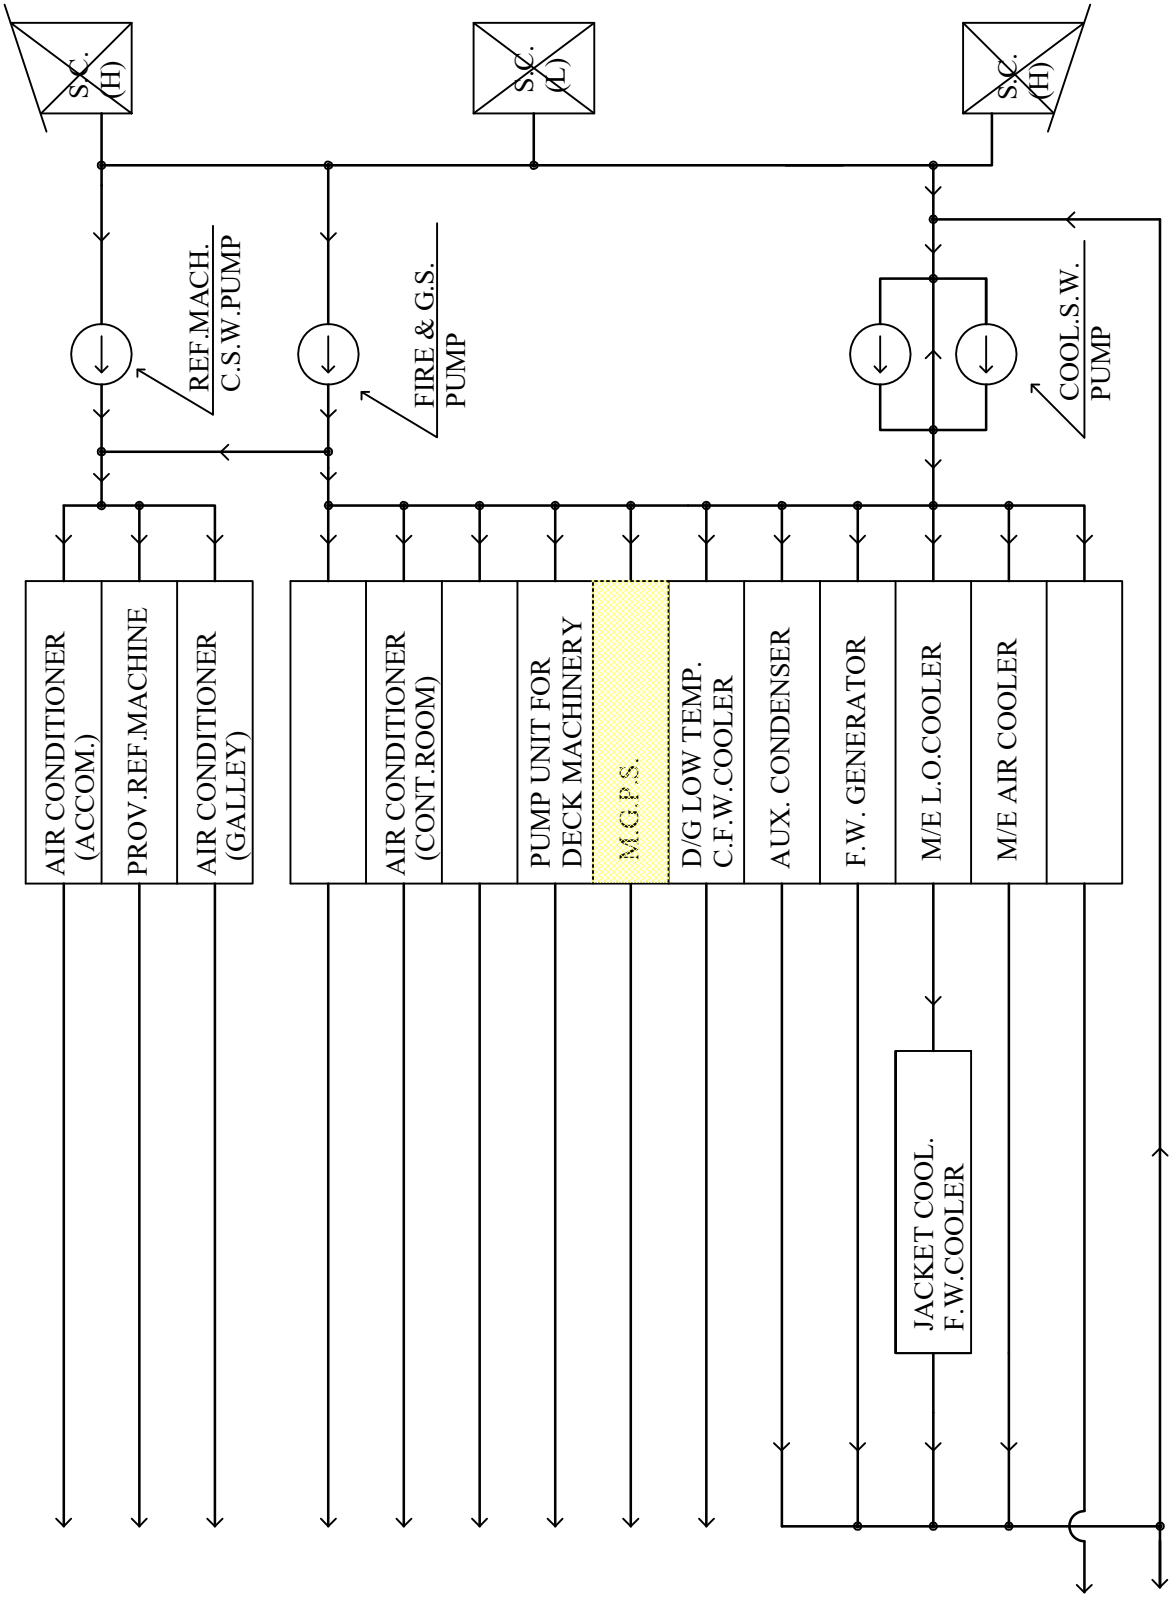 S.C.
(H)
S.C.
(L)
S.C.
(H)
REF.MACH.
C.S.W.PUMP
FIRE & G.S.
PUMP
COOL.S.W.
PUMP
AIR CONDITIONER
(ACCOM.)
PROV.REF.MACHINE
AIR CONDITIONER
(GALLEY)
AIR CONDITIONER
(CONT.ROOM)
PUMP UNIT FOR
DECK MACHINERY
M.G.P.S.
D/G LOW TEMP.
C.F.W.COOLER
AUX. CONDENSER
F.W. GENERATOR
M/E L.O.COOLER
M/E AIR COOLER
JACKET COOL.
F.W.COOLER